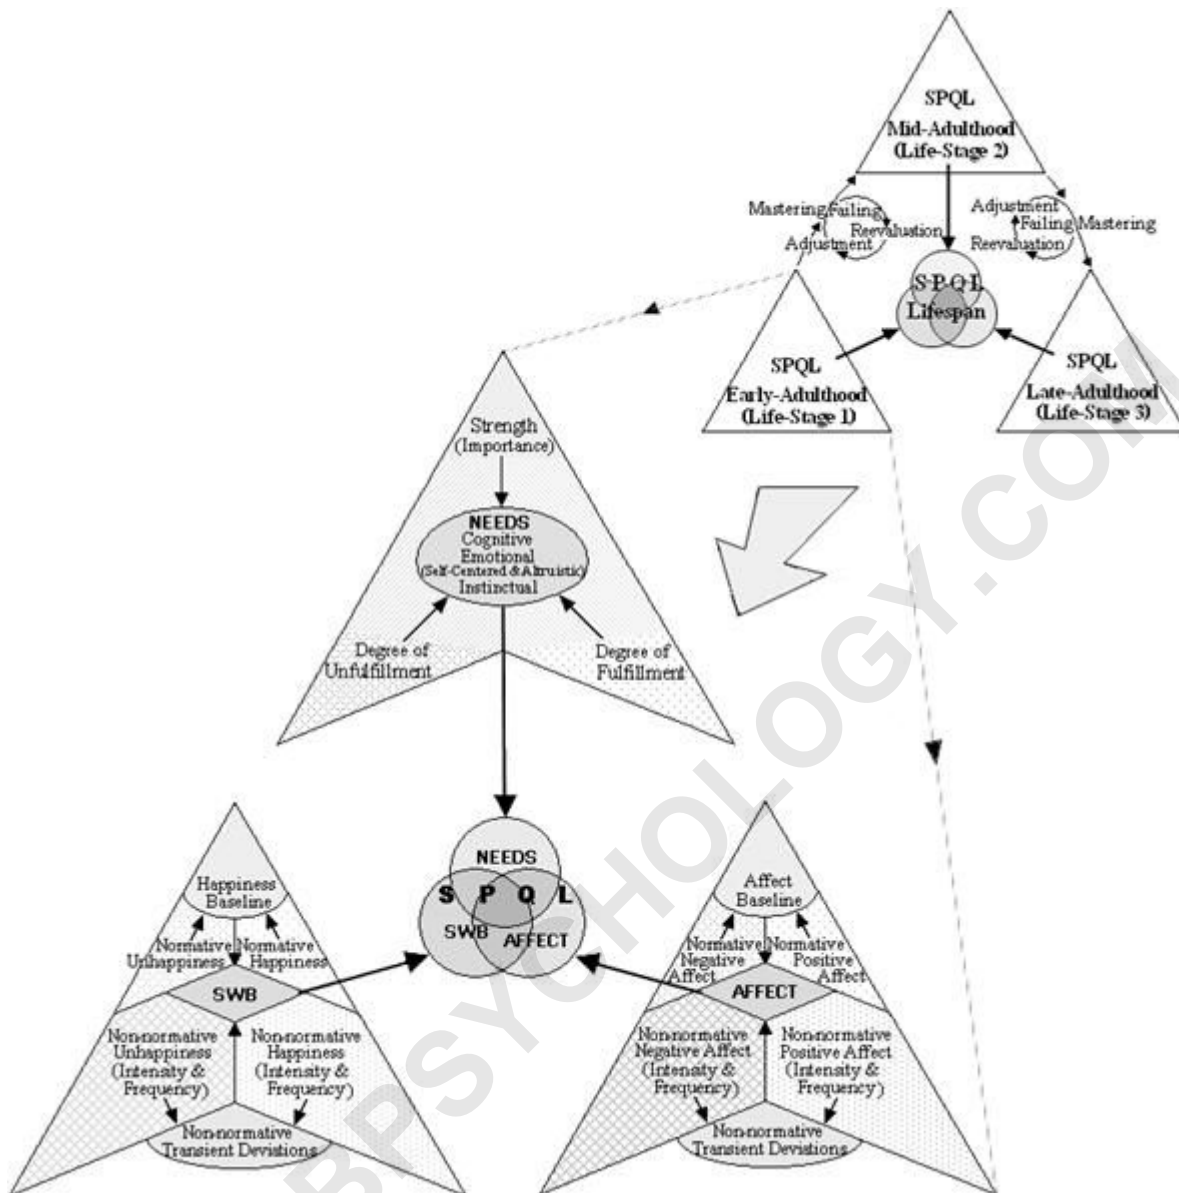 SPQL
Mid-Adulthood
(Life-Stage 2)
Mastering
Failing
Reevaluation
Adjustment
Adjustment
Failing
Mastering
Reevaluation
S-P-Q-L
Lifespan
SPQL
Early-Adulthood
(Life-Stage 1)
SPQL
Late-Adulthood
(Life-Stage 3)
Strength
(Importance)
NEEDS
Cognitive
Emotional
(Self-Centered & Altruistic)
Instinctual
Degree of
Unfulfillment
Degree of
Fulfillment
NEEDS
S P Q L
SWB
AFFECT
Happiness
Baseline
Normative
Unhappiness
Normative
Happiness
SWB
Non-normative
Unhappiness
(Intensity &
Frequency)
Non-normative
Happiness
(Intensity &
Frequency)
Non-normative
Transient Deviations
Affect
Baseline
Normative
Negative
Affect
Normative
Positive
Affect
AFFECT
Non-normative
Negative Affect
(Intensity &
Frequency)
Non-normative
Positive Affect
(Intensity &
Frequency)
Non-normative
Transient Deviations
BPSYCHOLOGY.COM